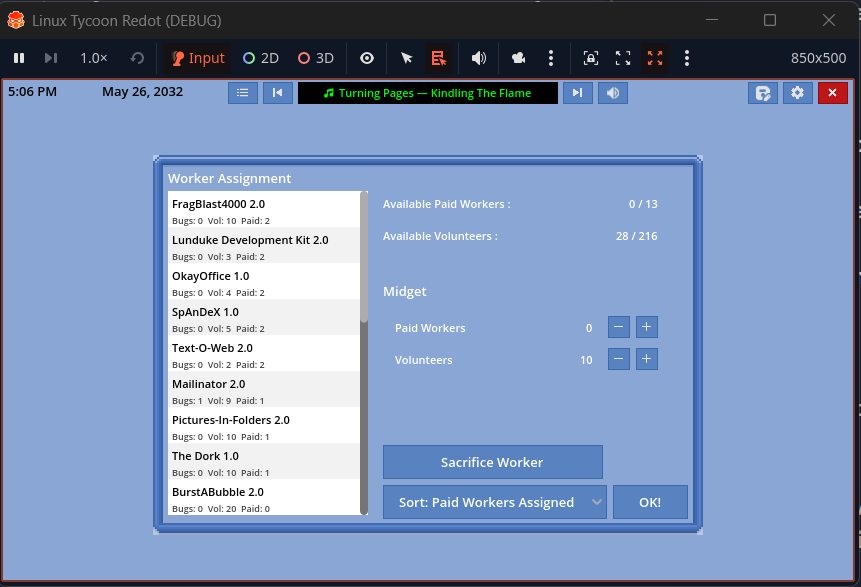 Linux Tycoon Redot (DEBUG)
1.0× Input 2D 3D 850x500
5:06 PM May 26, 2032 Turning Pages — Kindling The Flame
Worker Assignment
FragBlast4000 2.0
Bugs: 0 Vol: 10 Paid: 2
Lunduke Development Kit 2.0
Bugs: 0 Vol: 3 Paid: 2
OkayOffice 1.0
Bugs: 0 Vol: 4 Paid: 2
SpAnDeX 1.0
Bugs: 0 Vol: 5 Paid: 2
Text-O-Web 2.0
Bugs: 0 Vol: 2 Paid: 2
Mailinator 2.0
Bugs: 1 Vol: 9 Paid: 1
Pictures-In-Folders 2.0
Bugs: 0 Vol: 10 Paid: 1
The Dork 1.0
Bugs: 0 Vol: 10 Paid: 1
BurstABubble 2.0
Bugs: 0 Vol: 20 Paid: 0
Available Paid Workers : 0 / 13
Available Volunteers : 28 / 216
Midget
Paid Workers 0
Volunteers 10
Sacrifice Worker
Sort: Paid Workers Assigned OK!